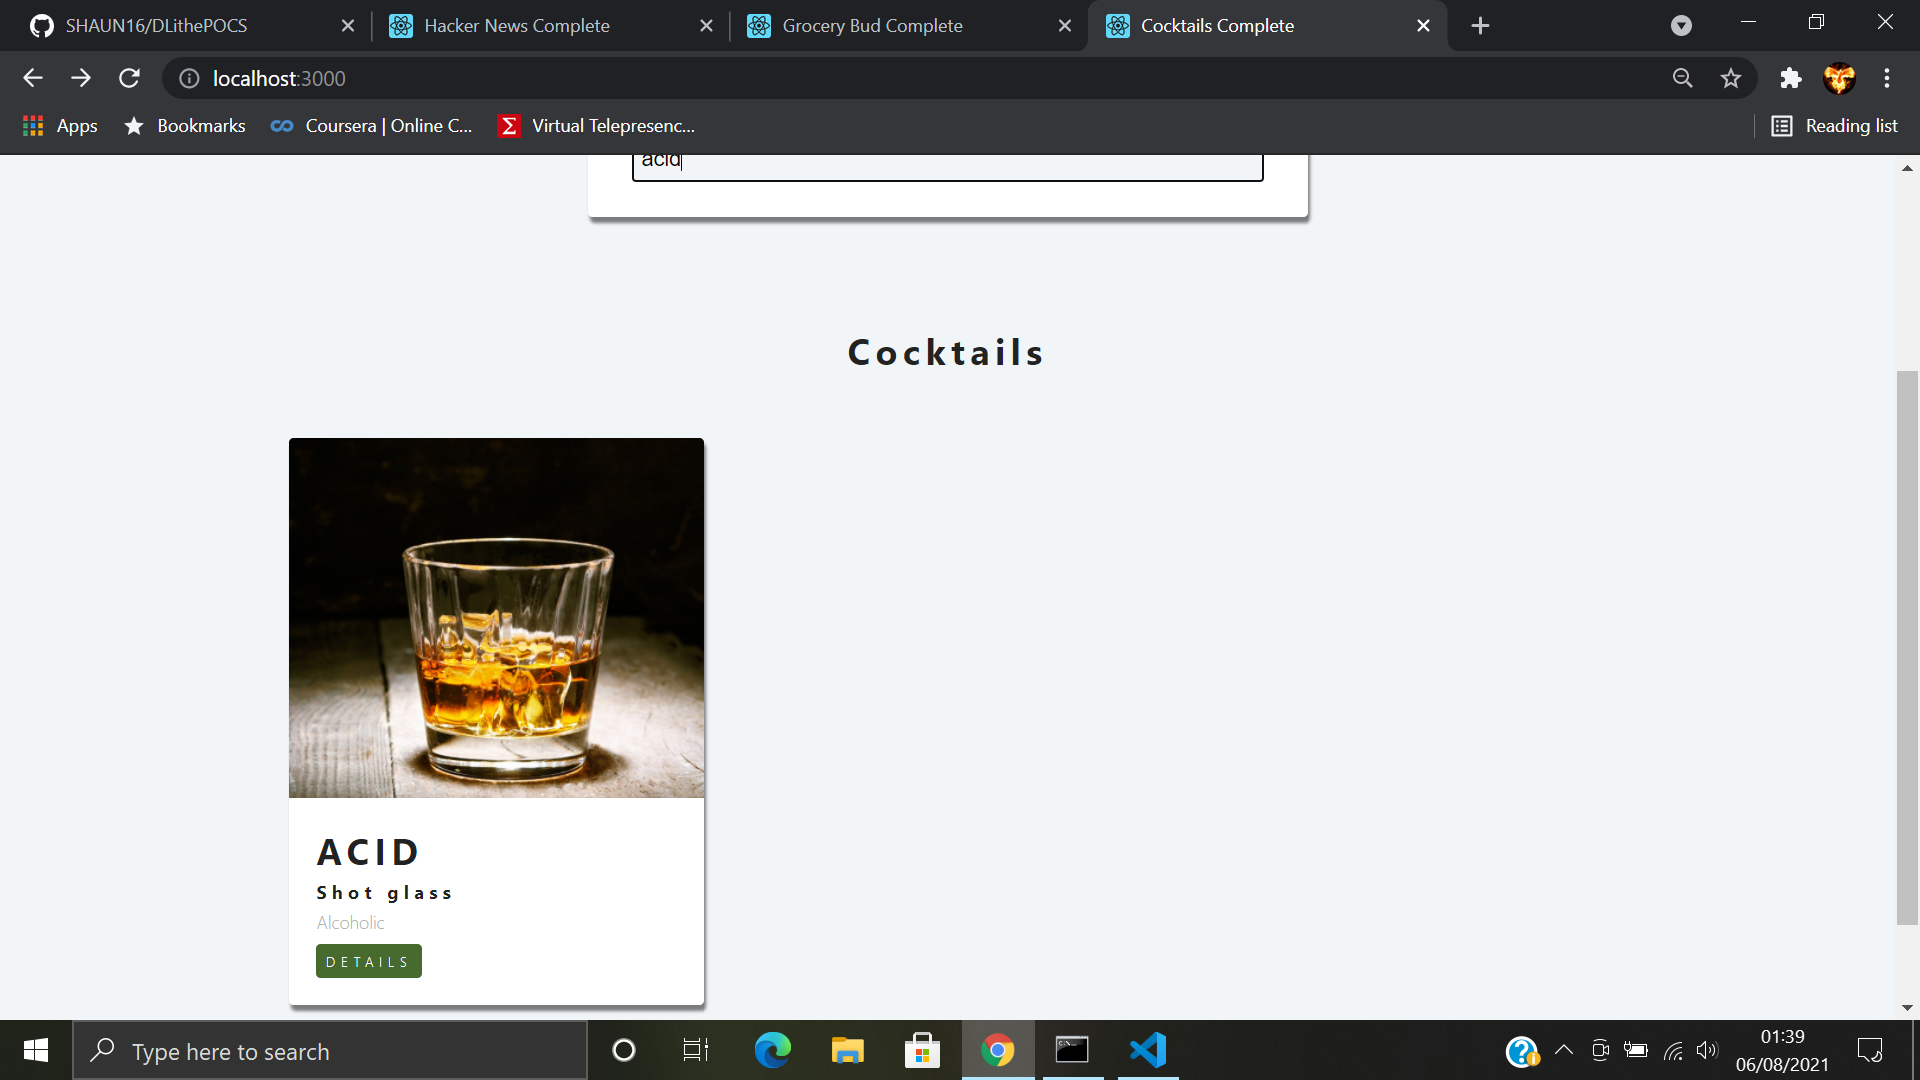 SHAUN16/DLithePOCS
Hacker News Complete
Grocery Bud Complete
Cocktails Complete
localhost:3000
Apps
Bookmarks
Coursera | Online C...
Virtual Telepresenc...
Reading list
acid
Cocktails
ACID
Shot glass
Alcoholic
DETAILS
Type here to search
01:39
06/08/2021